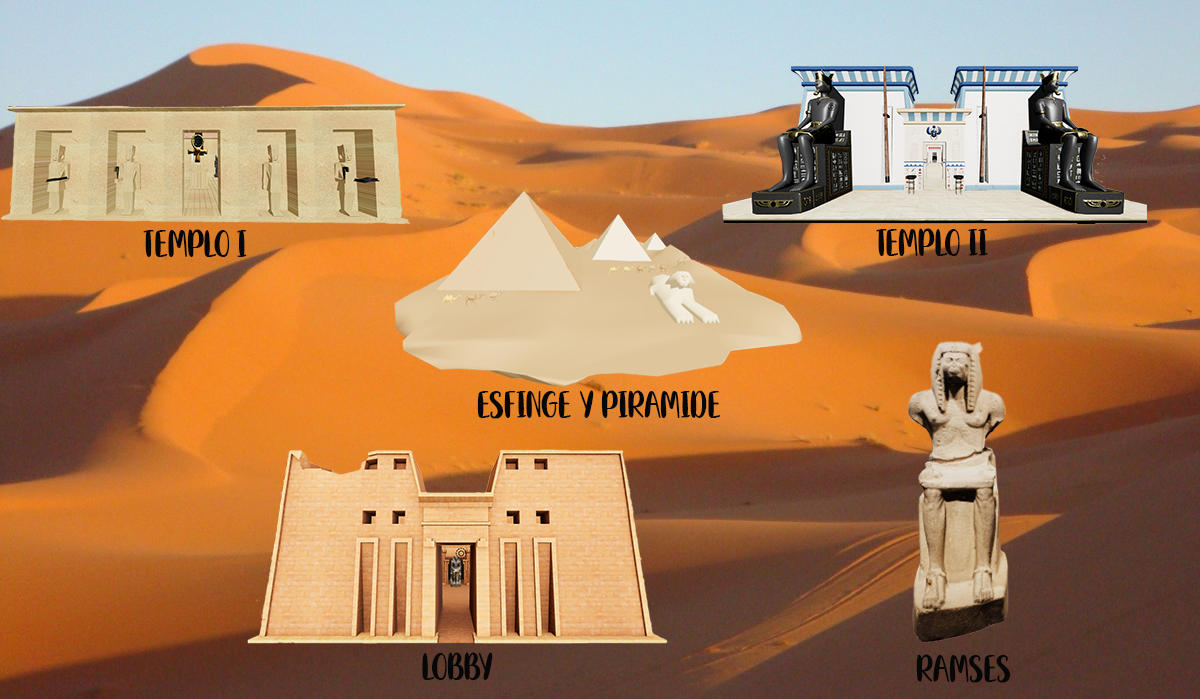 TEMPLO I
TEMPLO II
ESFINGE Y PIRAMIDE
LOBBY
RAMSES